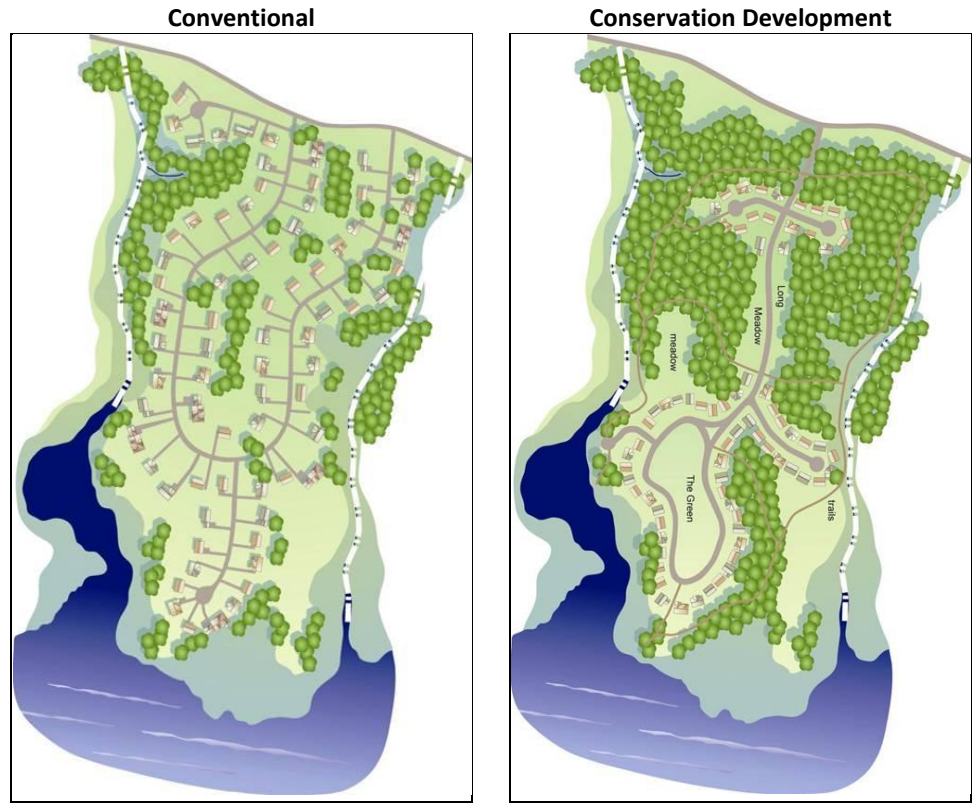 Conventional
Conservation Development
Long
Meadow
meadow
The Green
trails